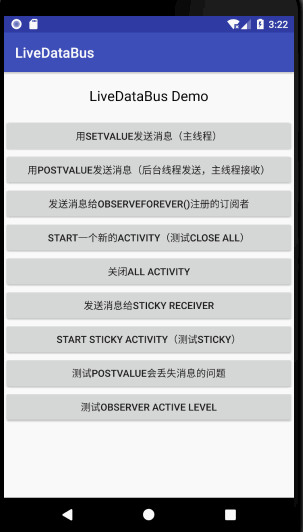 3:22
LiveDataBus
LiveDataBus Demo
用SETVALUE发送消息（主线程）
用POSTVALUE发送消息（后台线程发送，主线程接收）
发送消息给OBSERVEFOREVER()注册的订阅者
START一个新的ACTIVITY（测试CLOSE ALL）
关闭ALL ACTIVITY
发送消息给STICKY RECEIVER
START STICKY ACTIVITY（测试STICKY）
测试POSTVALUE会丢失消息的问题
测试OBSERVER ACTIVE LEVEL